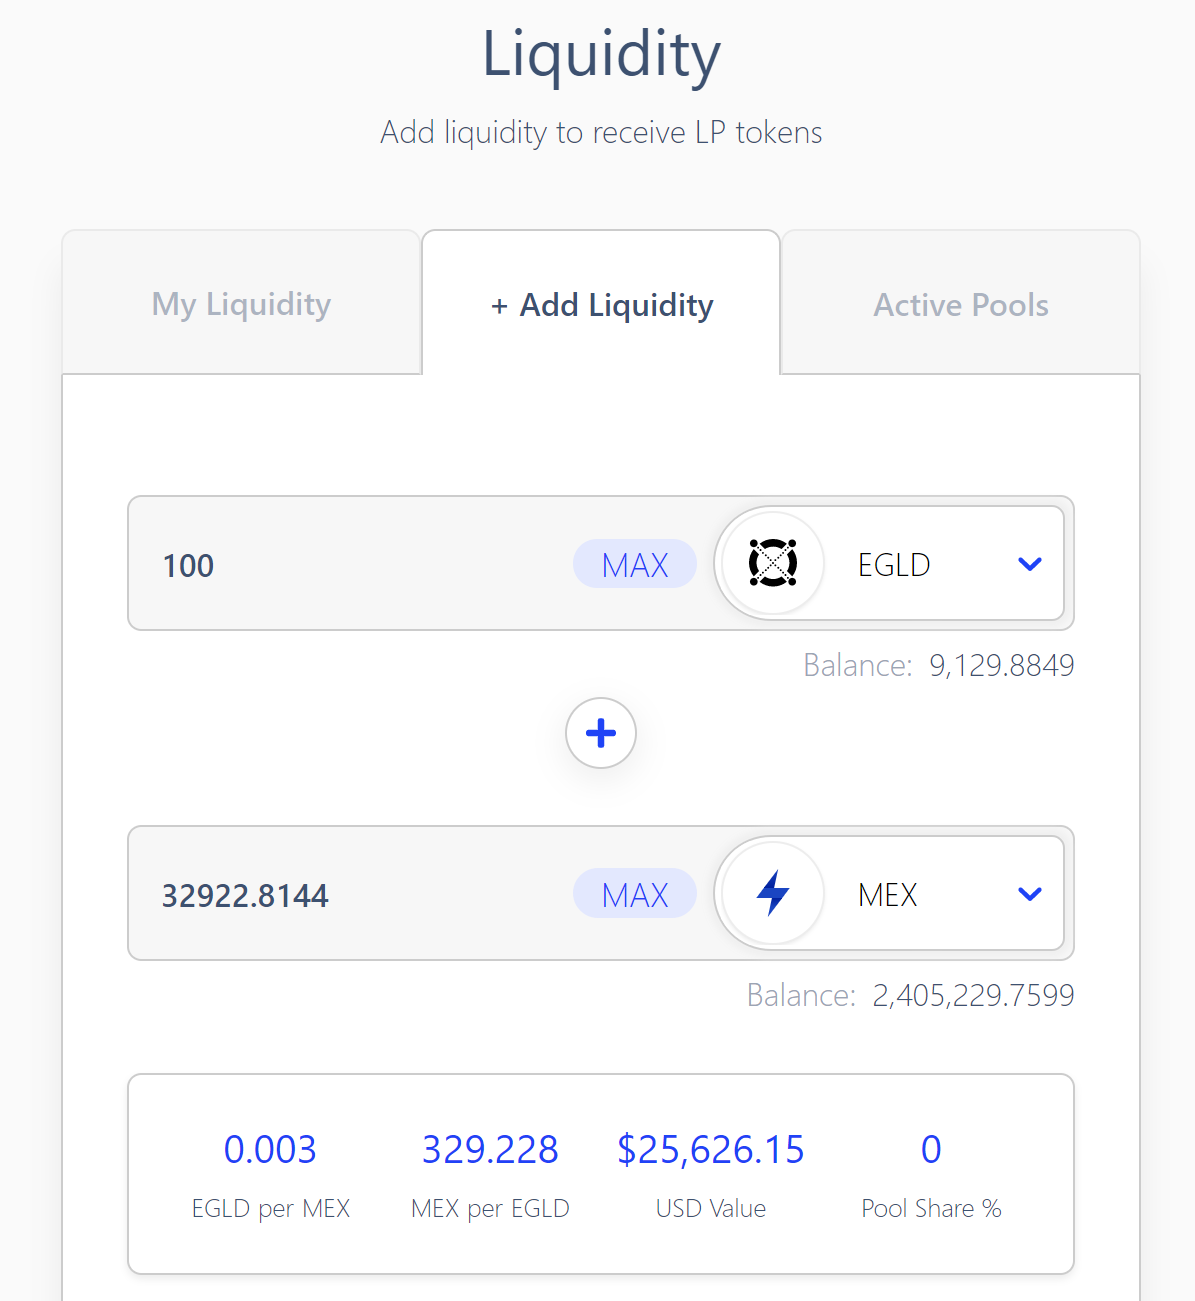 Liquidity
Add liquidity to receive LP tokens
My Liquidity
+ Add Liquidity
Active Pools
100
MAX
EGLD
Balance: 9,129.8849
32922.8144
MAX
MEX
Balance: 2,405,229.7599
0.003
EGLD per MEX
329.228
MEX per EGLD
$25,626.15
USD Value
0
Pool Share %